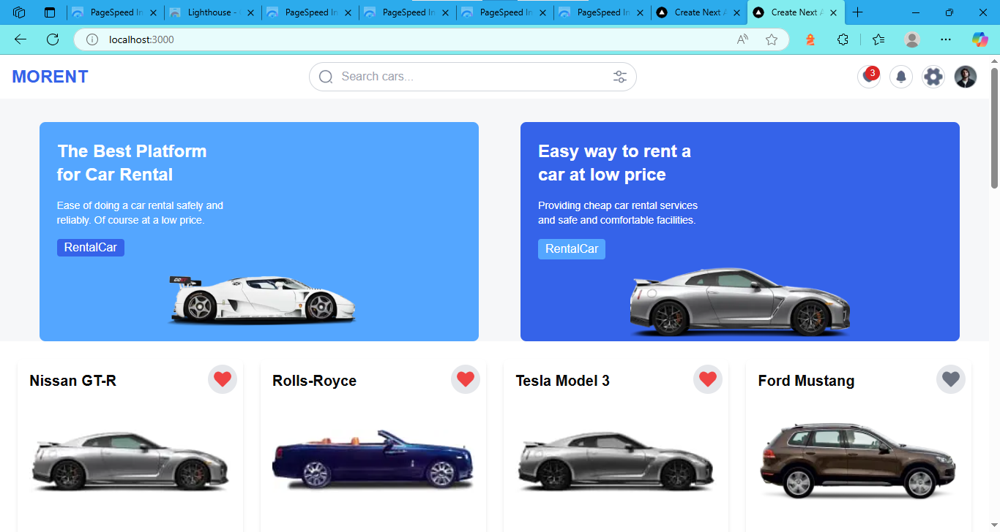 PageSpeed In
Lighthouse -
PageSpeed In
PageSpeed In
PageSpeed In
PageSpeed In
Create Next A
Create Next A
localhost:3000
MORENT
Search cars...
3
The Best Platform
for Car Rental
Ease of doing a car rental safely and
reliably. Of course at a low price.
RentalCar
Easy way to rent a
car at low price
Providing cheap car rental services
and safe and comfortable facilities.
RentalCar
Nissan GT-R
Rolls-Royce
Tesla Model 3
Ford Mustang